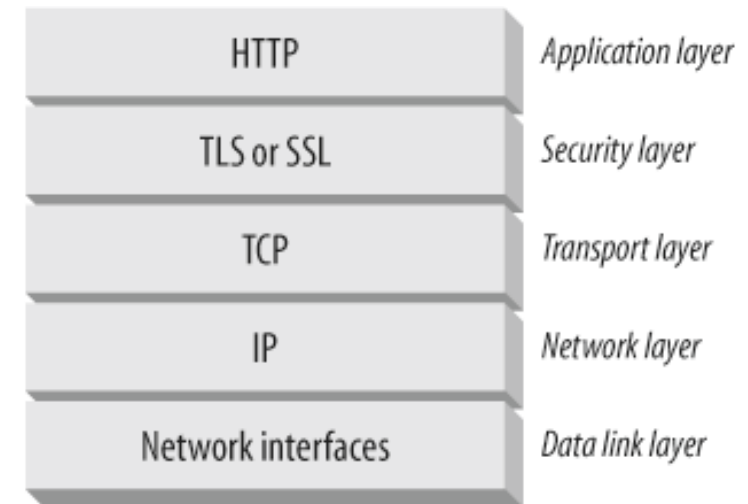 HTTP Application layer
TLS or SSL Security layer
TCP Transport layer
IP Network layer
Network interfaces Data link layer